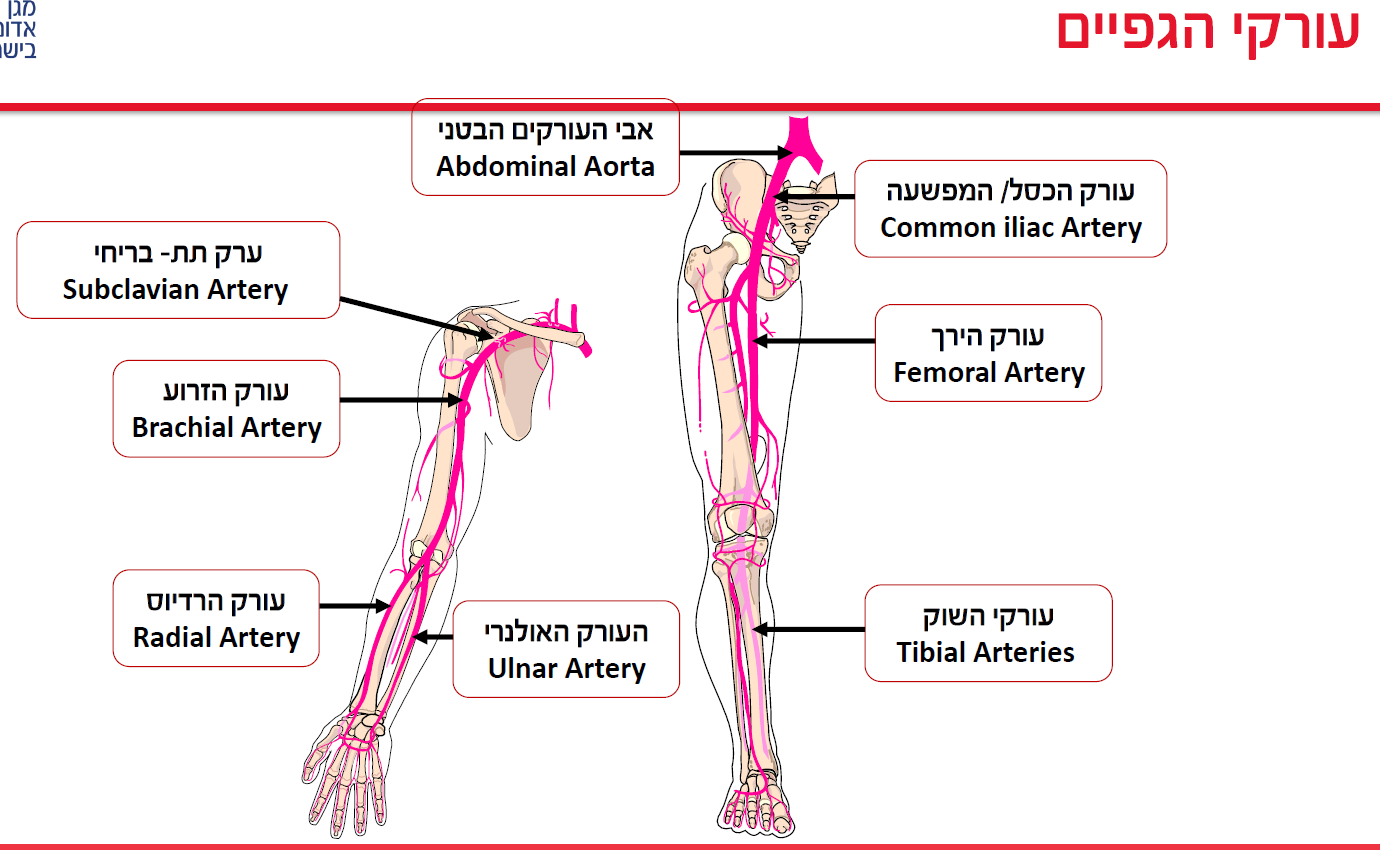 עורקי הגפיים
מגן
אבי העורקים הבטני
Abdominal Aorta
עורק הכסל/ המפשעה
Common iliac Artery
ערק תת- בריחי
Subclavian Artery
עורק הירך
Femoral Artery
עורק הזרוע
Brachial Artery
עורק הרדיוס
Radial Artery
העורק האולנרי
Ulnar Artery
עורקי השוק
Tibial Arteries